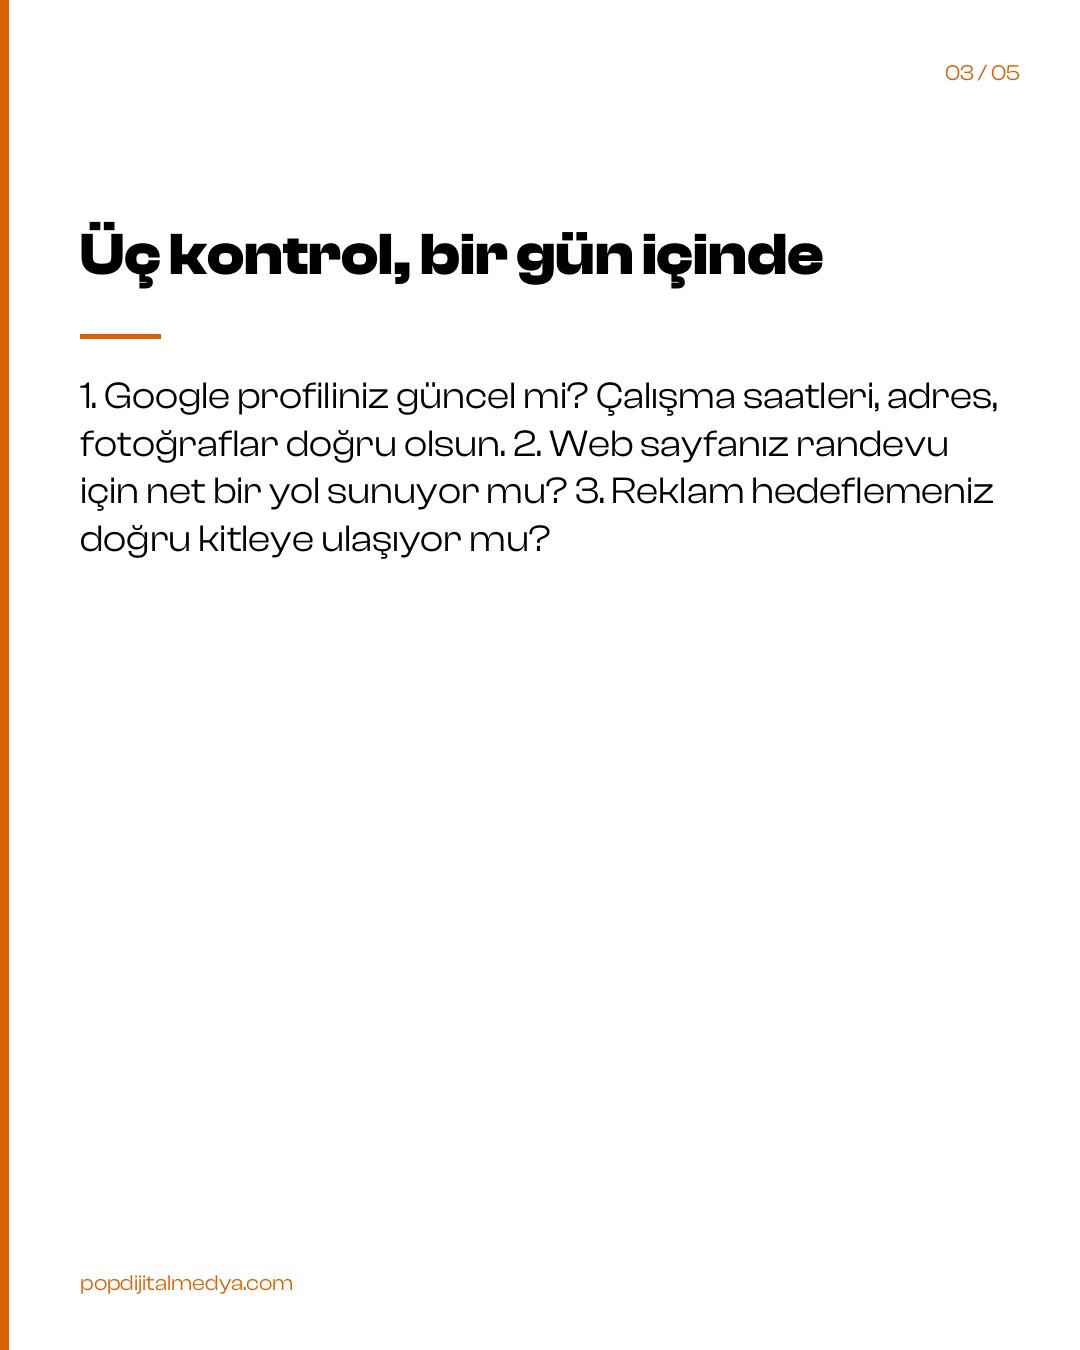 03 / 05
Üç kontrol, bir gün içinde
1. Google profiliniz güncel mi? Çalışma saatleri, adres,
fotoğraflar doğru olsun. 2. Web sayfanız randevu
için net bir yol sunuyor mu? 3. Reklam hedeflemeniz
doğru kitleye ulaşıyor mu?
popdijitalmedya.com